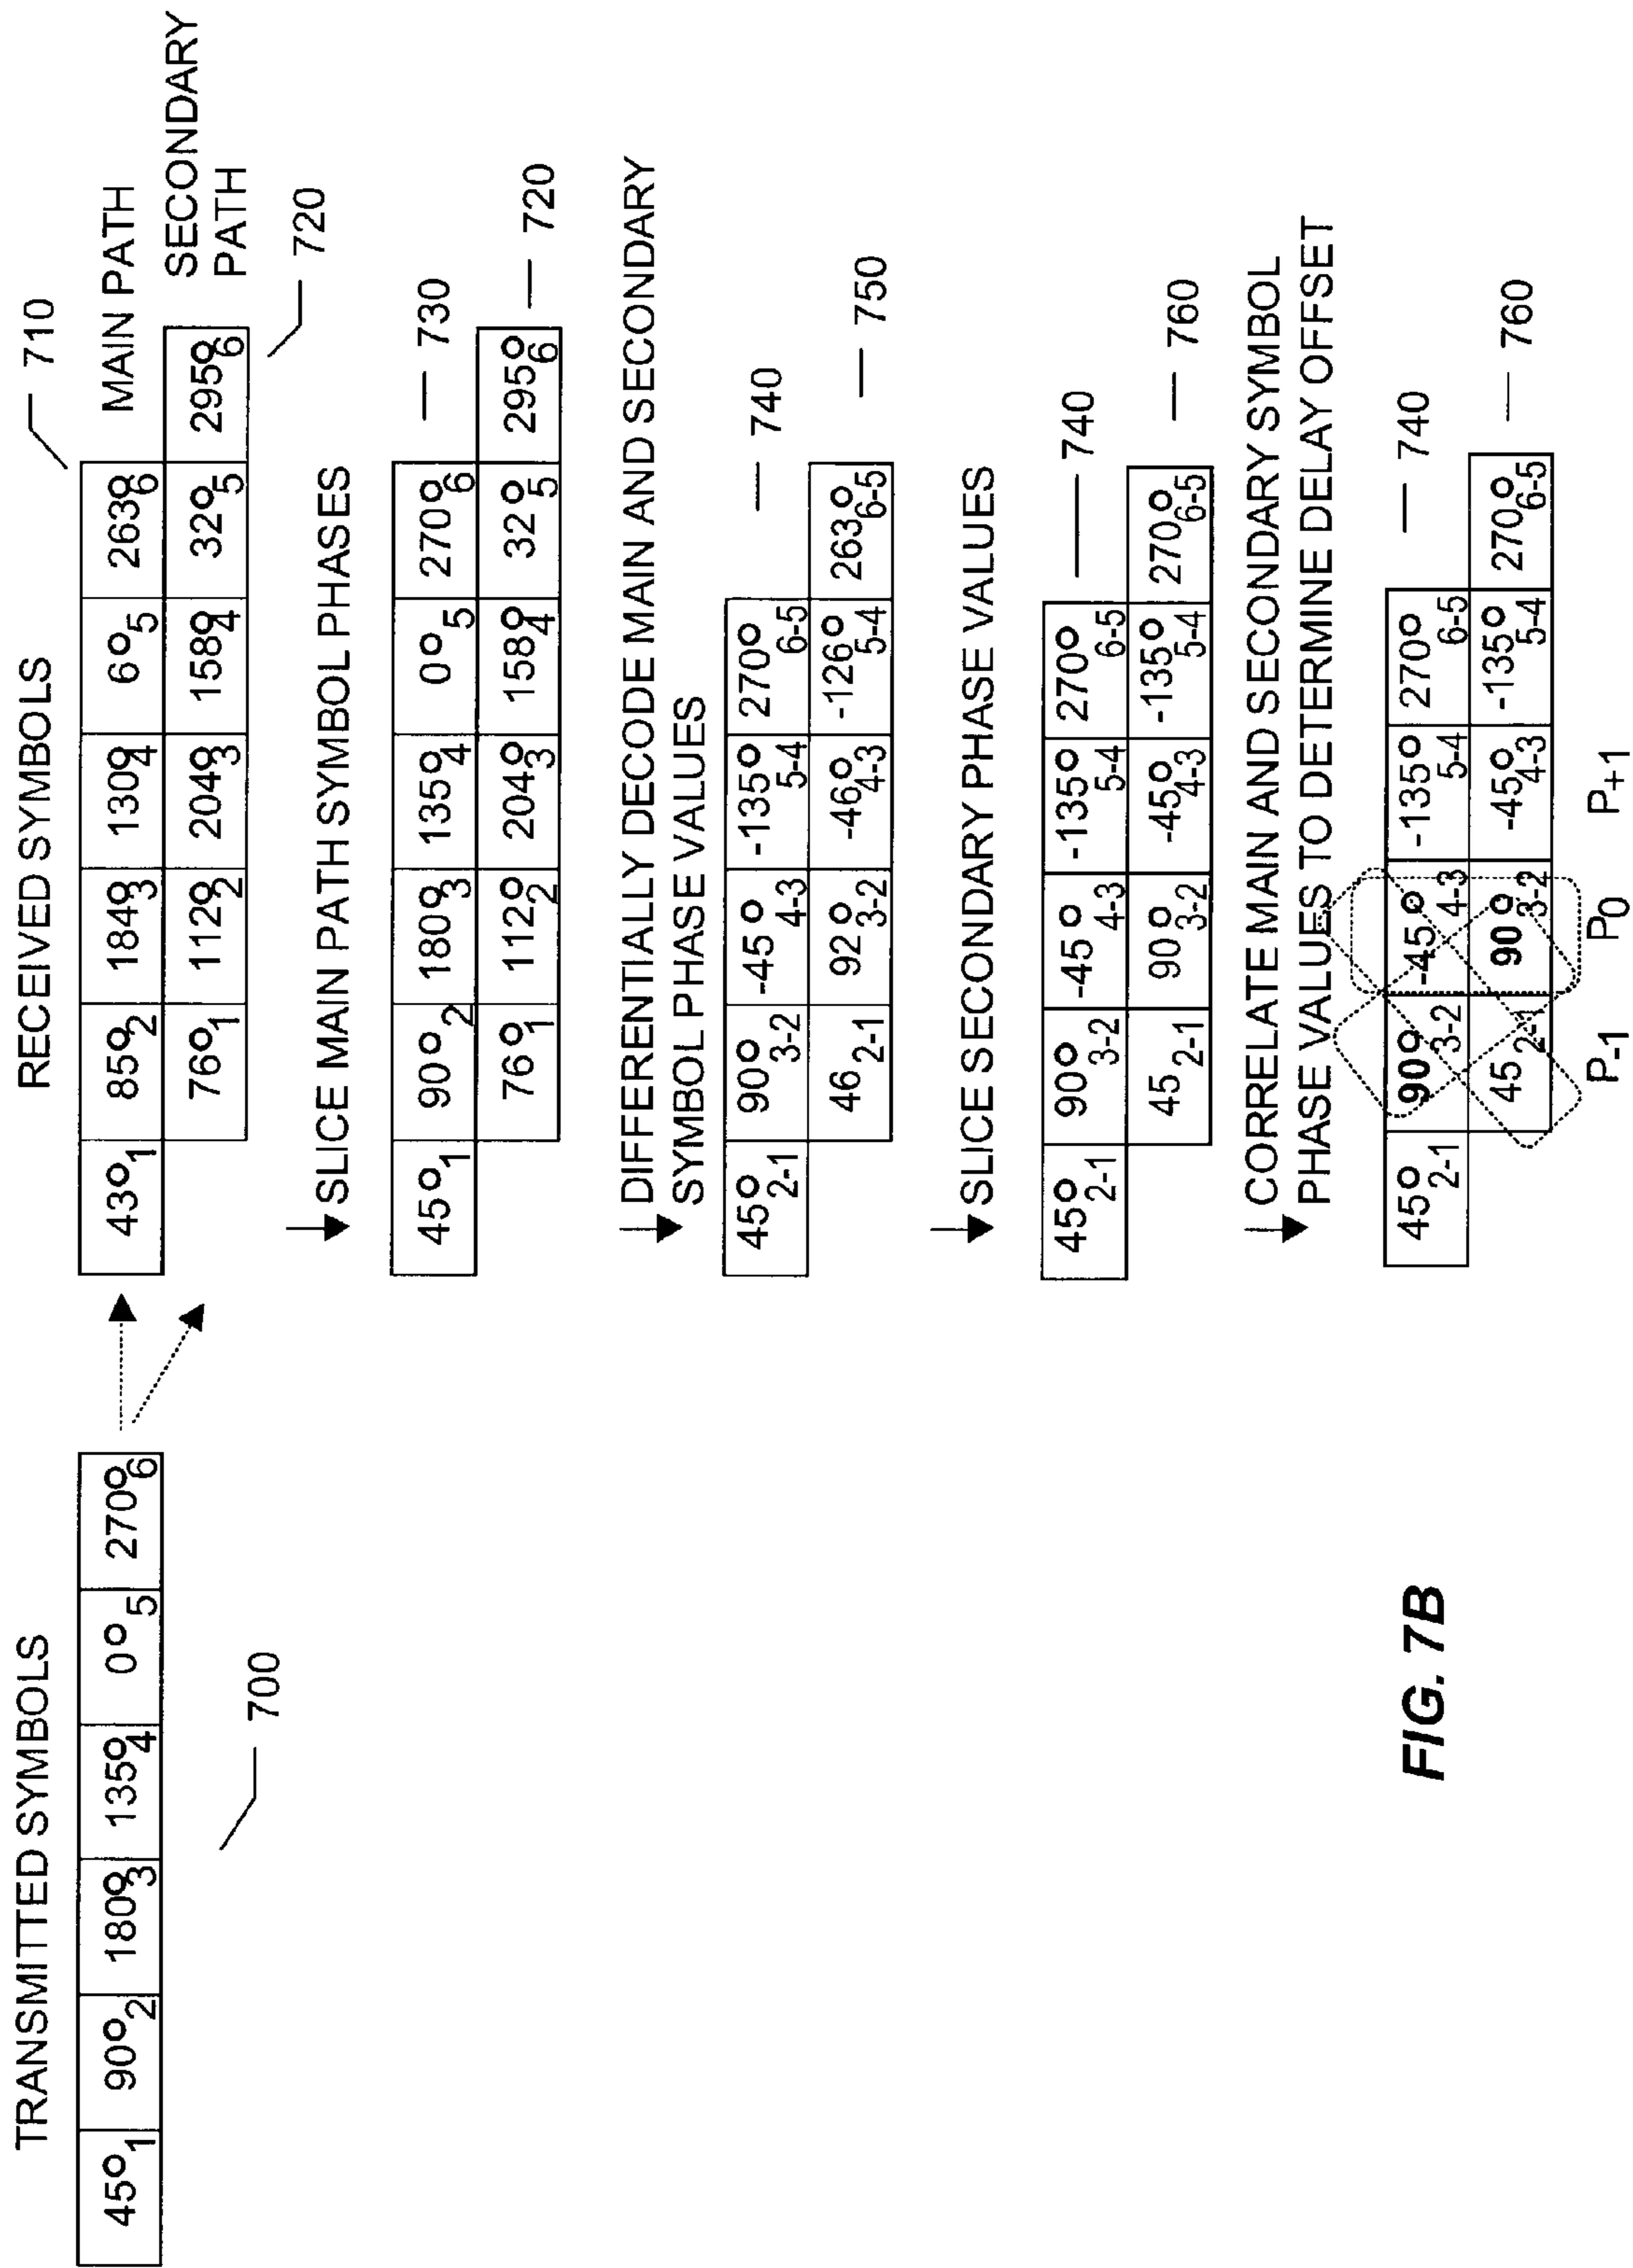 TRANSMITTED SYMBOLS
45°1 90°2 180°3 135°4 0°5 270°6
700
RECEIVED SYMBOLS
710
43°1 85°2 184°3 130°4 6°5 263°6
MAIN PATH
76°1 112°2 204°3 158°4 32°5 295°6
SECONDARY
PATH
720
SLICE MAIN PATH SYMBOL PHASES
45°1 90°2 180°3 135°4 0°5 270°6
730
76°1 112°2 204°3 158°4 32°5 295°6
720
DIFFERENTIALLY DECODE MAIN AND SECONDARY
SYMBOL PHASE VALUES
45°2-1 90°3-2 -45°4-3 -135°5-4 270°6-5
740
46 2-1 92°3-2 -46°4-3 -126°5-4 263°6-5
750
SLICE SECONDARY PHASE VALUES
45°2-1 90°3-2 -45°4-3 -135°5-4 270°6-5
740
45 2-1 90°3-2 -45°4-3 -135°5-4 270°6-5
760
CORRELATE MAIN AND SECONDARY SYMBOL
PHASE VALUES TO DETERMINE DELAY OFFSET
45°2-1 90°3-2 -45°4-3 -135°5-4 270°6-5
740
45 2-1 90°3-2 -45°4-3 -135°5-4 270°6-5
760
P-1 P0 P+1
FIG. 7B